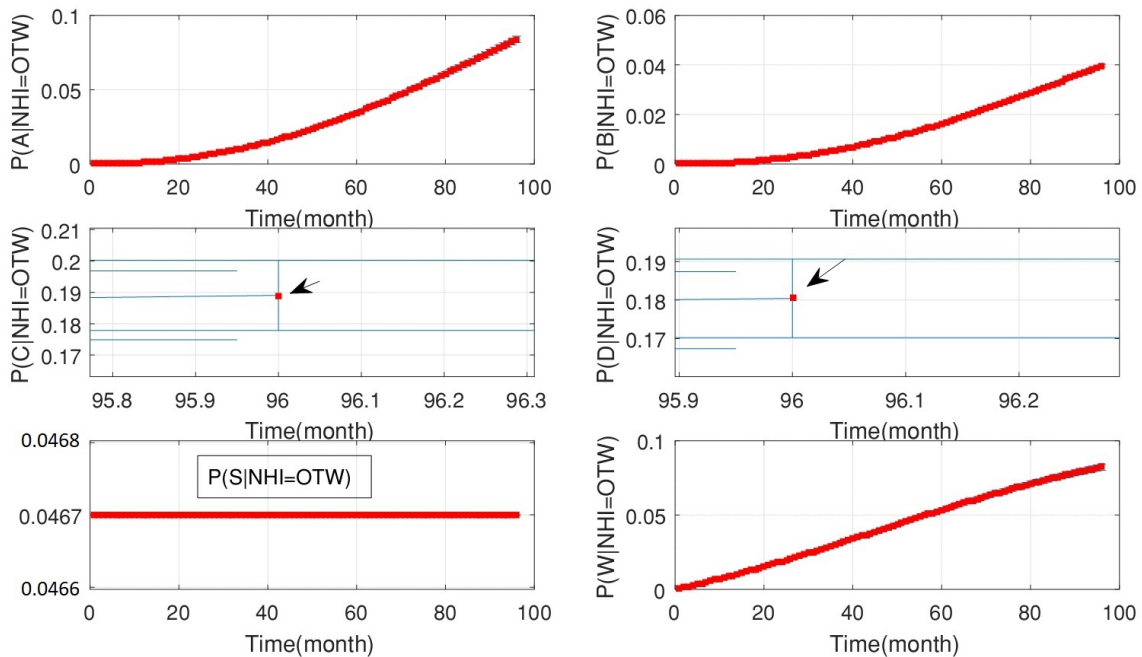 P(A|NHI=OTW)
0.1
0.05
0
0 20 40 60 80 100
Time(month)
P(B|NHI=OTW)
0.06
0.04
0.02
0
0 20 40 60 80 100
Time(month)
P(C|NHI=OTW)
0.21
0.2
0.19
0.18
0.17
95.8 95.9 96 96.1 96.2 96.3
Time(month)
P(D|NHI=OTW)
0.19
0.18
0.17
95.9 96 96.1 96.2
Time(month)
0.0468
0.0467
0.0466
P(S|NHI=OTW)
0 20 40 60 80 100
Time(month)
P(W|NHI=OTW)
0.1
0.05
0
0 20 40 60 80 100
Time(month)